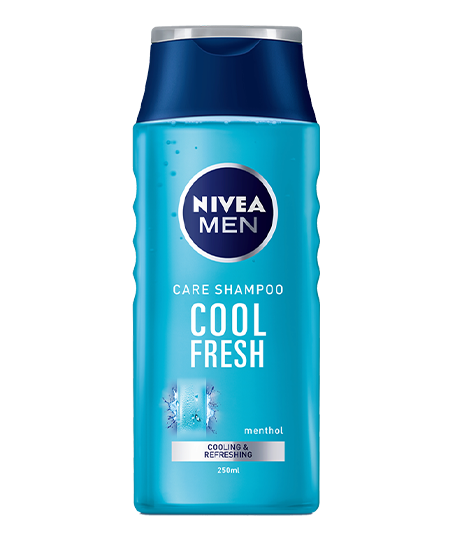 NIVEA
MEN
CARE SHAMPOO
COOL
FRESH
menthol
COOLING &
REFRESHING
250ml